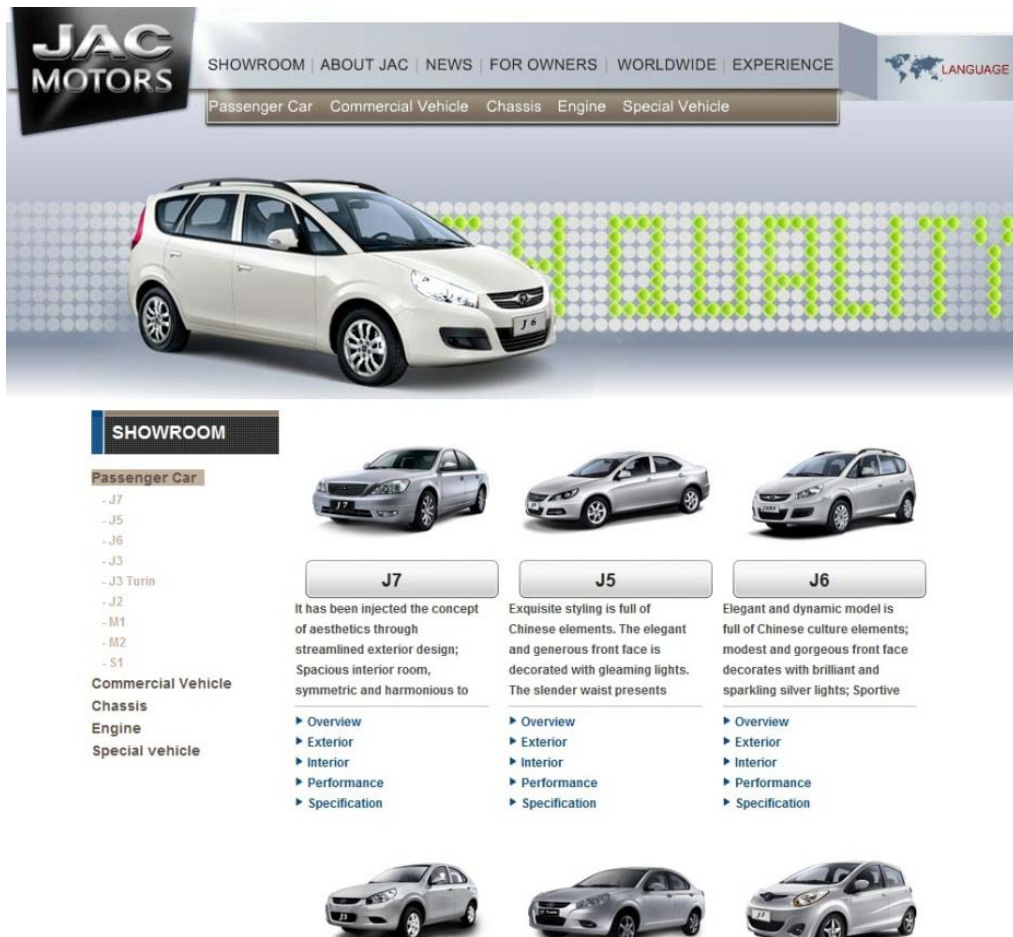 JAC
MOTORS
SHOWROOM | ABOUT JAC | NEWS | FOR OWNERS | WORLDWIDE | EXPERIENCE
LANGUAGE
Passenger Car Commercial Vehicle Chassis Engine Special Vehicle
QUALITY
J 6
SHOWROOM
Passenger Car
- J7
- J5
- J6
- J3
- J3 Turin
- J2
- M1
- M2
- S1
Commercial Vehicle
Chassis
Engine
Special vehicle
J7
J7
It has been injected the concept
of aesthetics through
streamlined exterior design;
Spacious interior room,
symmetric and harmonious to
Overview
Exterior
Interior
Performance
Specification
J5
Exquisite styling is full of
Chinese elements. The elegant
and generous front face is
decorated with gleaming lights.
The slender waist presents
Overview
Exterior
Interior
Performance
Specification
J6
Elegant and dynamic model is
full of Chinese culture elements;
modest and gorgeous front face
decorates with brilliant and
sparkling silver lights; Sportive
Overview
Exterior
Interior
Performance
Specification
J3
J3 Turin
J2